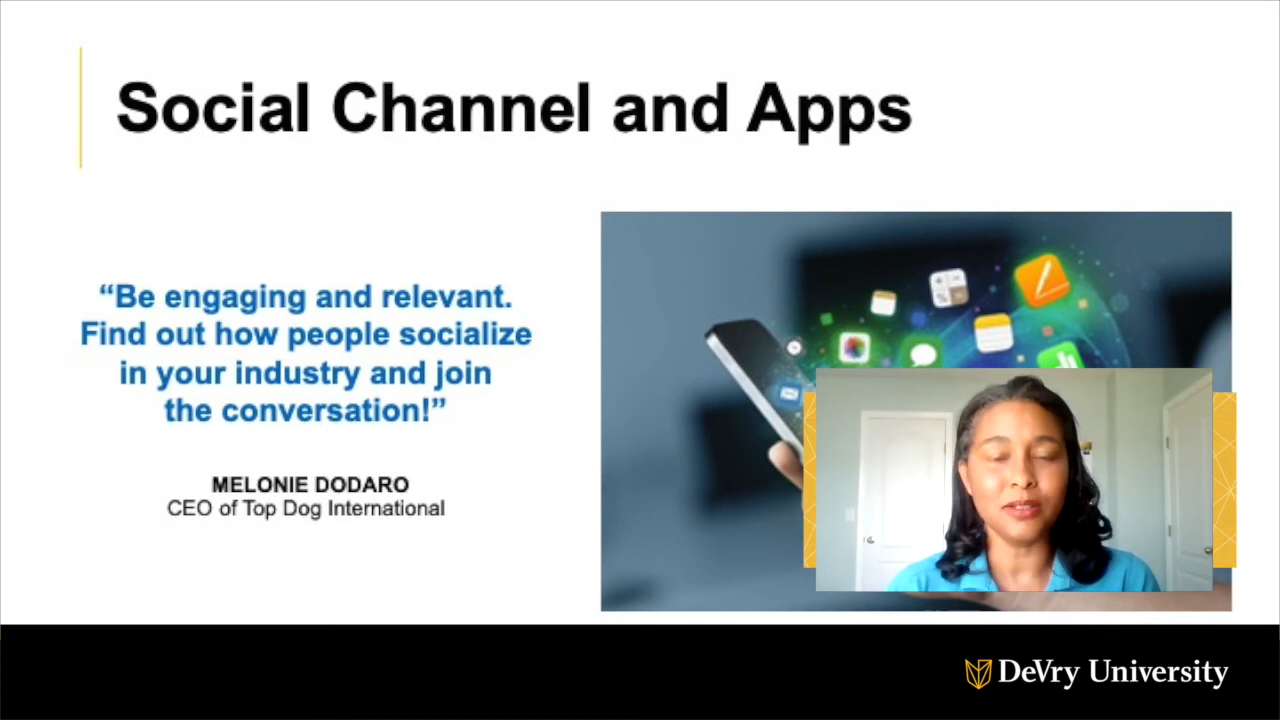 Social Channel and Apps
“Be engaging and relevant.
Find out how people socialize
in your industry and join
the conversation!”
MELONIE DODARO
CEO of Top Dog International
DeVry University